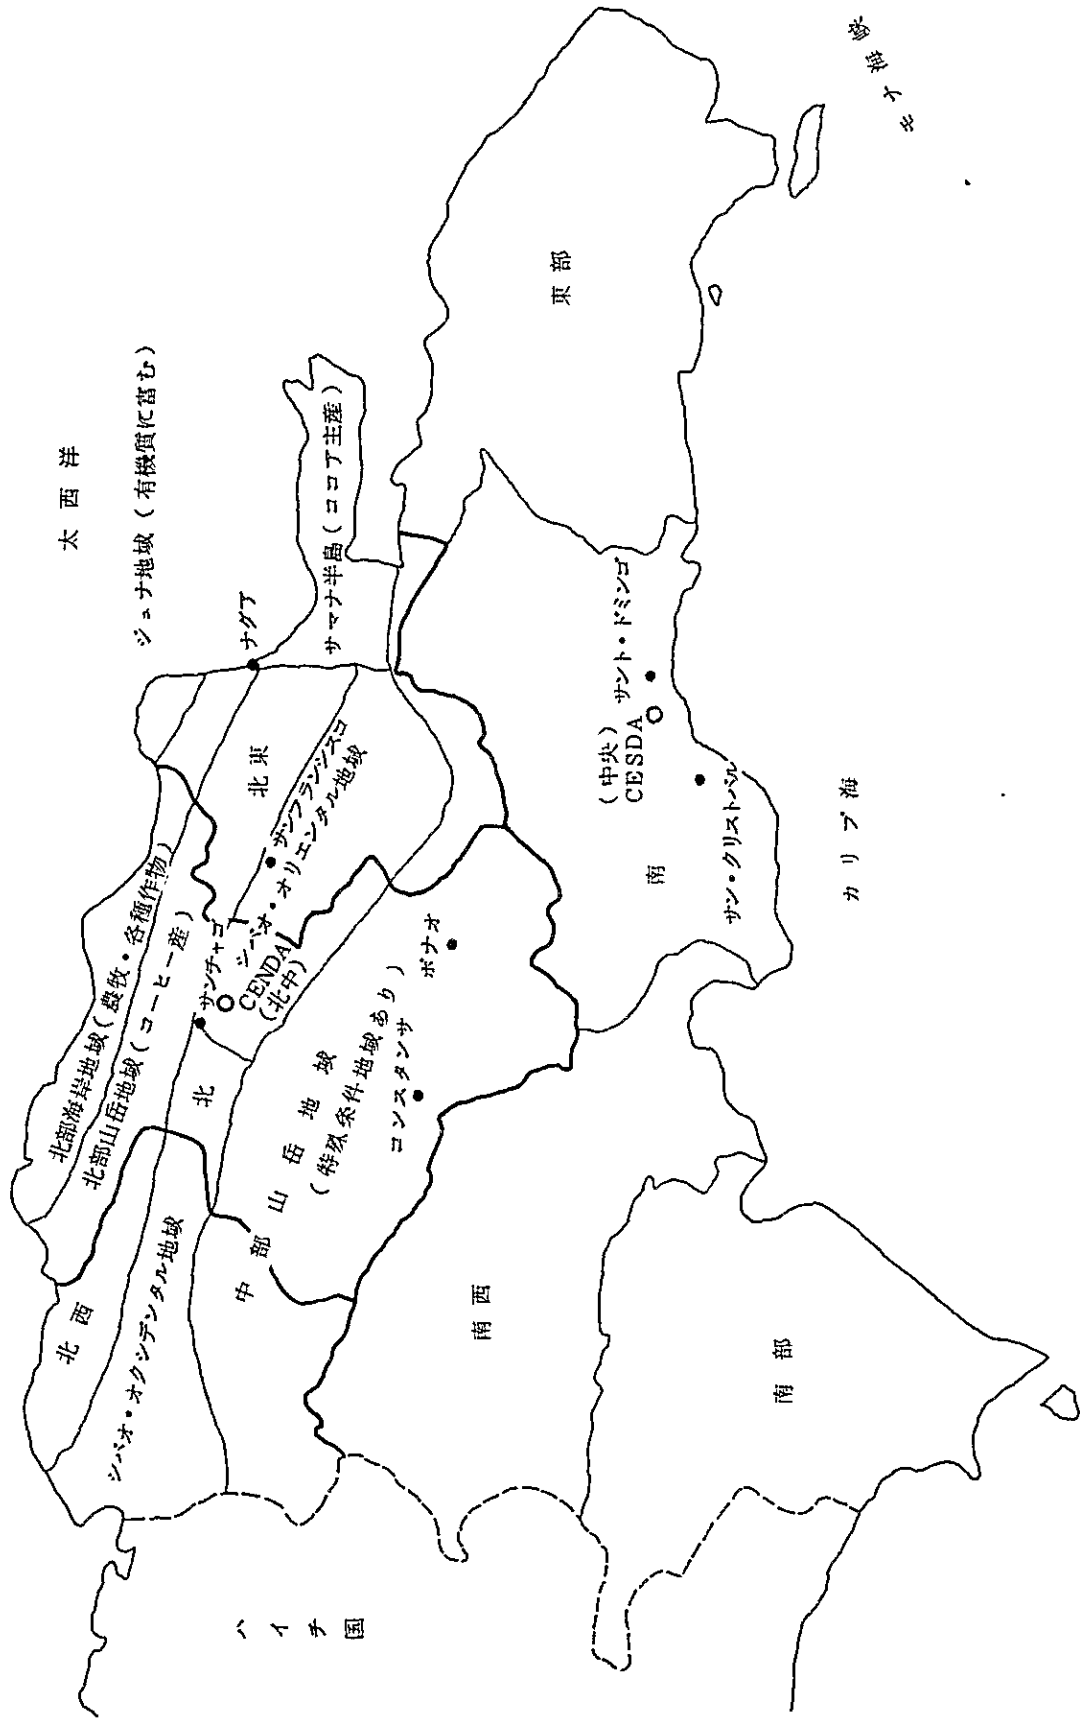 太西洋
ジュナ地域(有機質に富む)
モナ海峡
ナグア
サマナ半島(ココア主産)
東部
北部海岸地域(農牧・各種作物)
北部山岳地域(コーヒー産)
北東
サンフランシスコ
シバオ・オリエンタル地域
サンチャゴ
CENDA
(北中)
北
北西
シバオ・オクシデンタル地域
中部山岳地域
(特殊条件地域あり)
コンスタンサ
ボナオ
(中央)
CESDA
サント・ドミンゴ
サン・クリストバル
南
南西
南部
ハイチ国
カリブ海